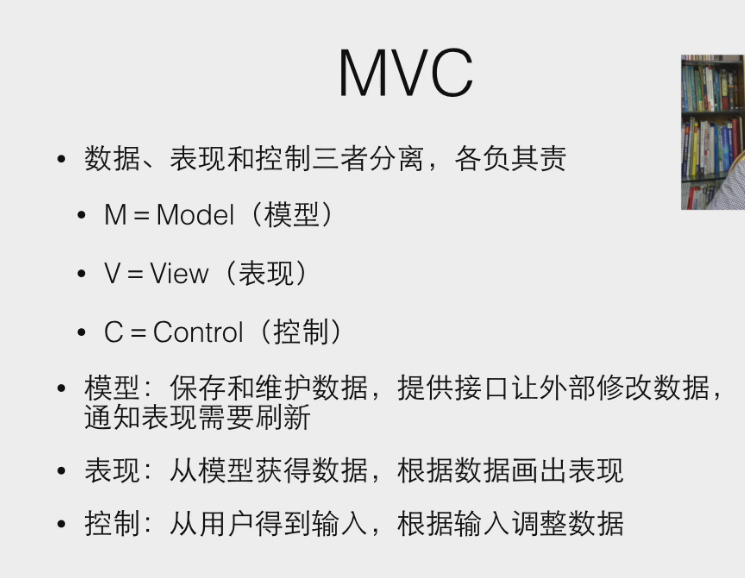 MVC
• 数据、表现和控制三者分离，各负其责
• M = Model（模型）
• V = View（表现）
• C = Control（控制）
• 模型：保存和维护数据，提供接口让外部修改数据，
通知表现需要刷新
• 表现：从模型获得数据，根据数据画出表现
• 控制：从用户得到输入，根据输入调整数据